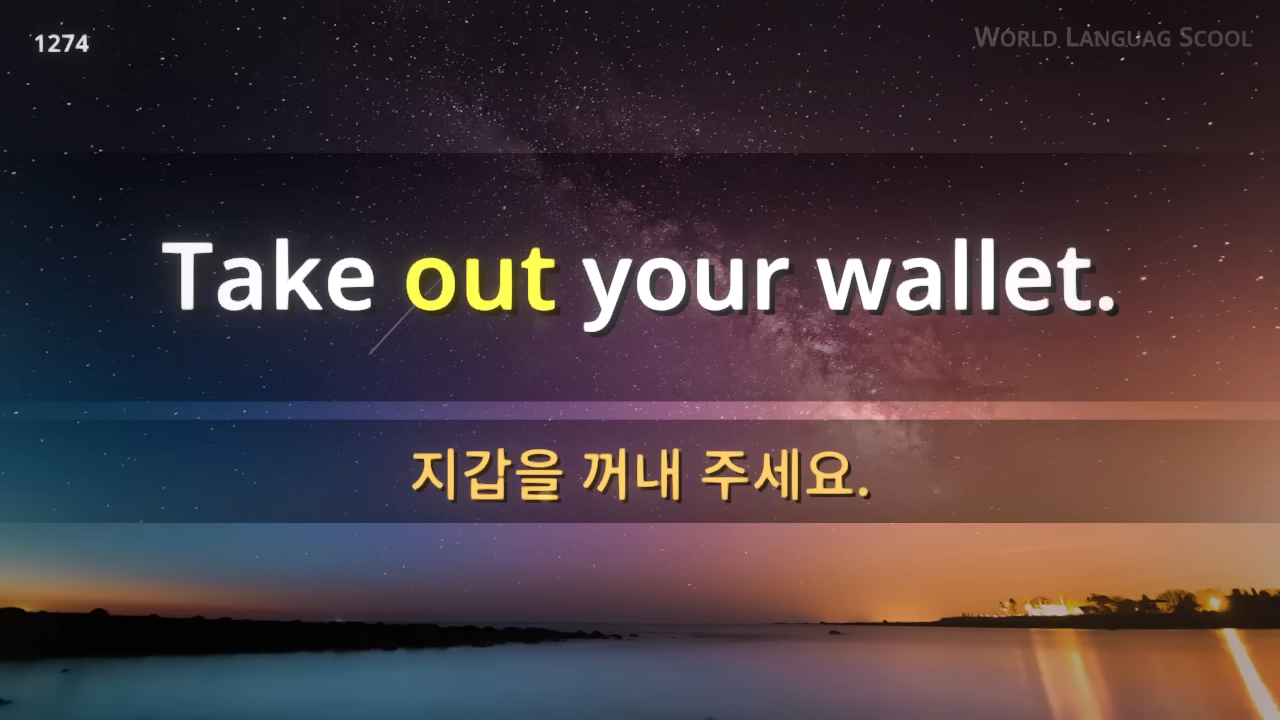 1274
World Languag Scool
Take out your wallet.
지갑을 꺼내 주세요.